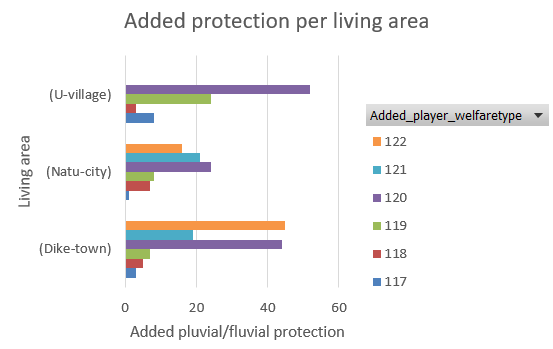 Added protection per living area
Living area
(U-village)
(Natu-city)
(Dike-town)
0 20 40 60
Added pluvial/fluvial protection
Added_player_welfaretype
122
121
120
119
118
117